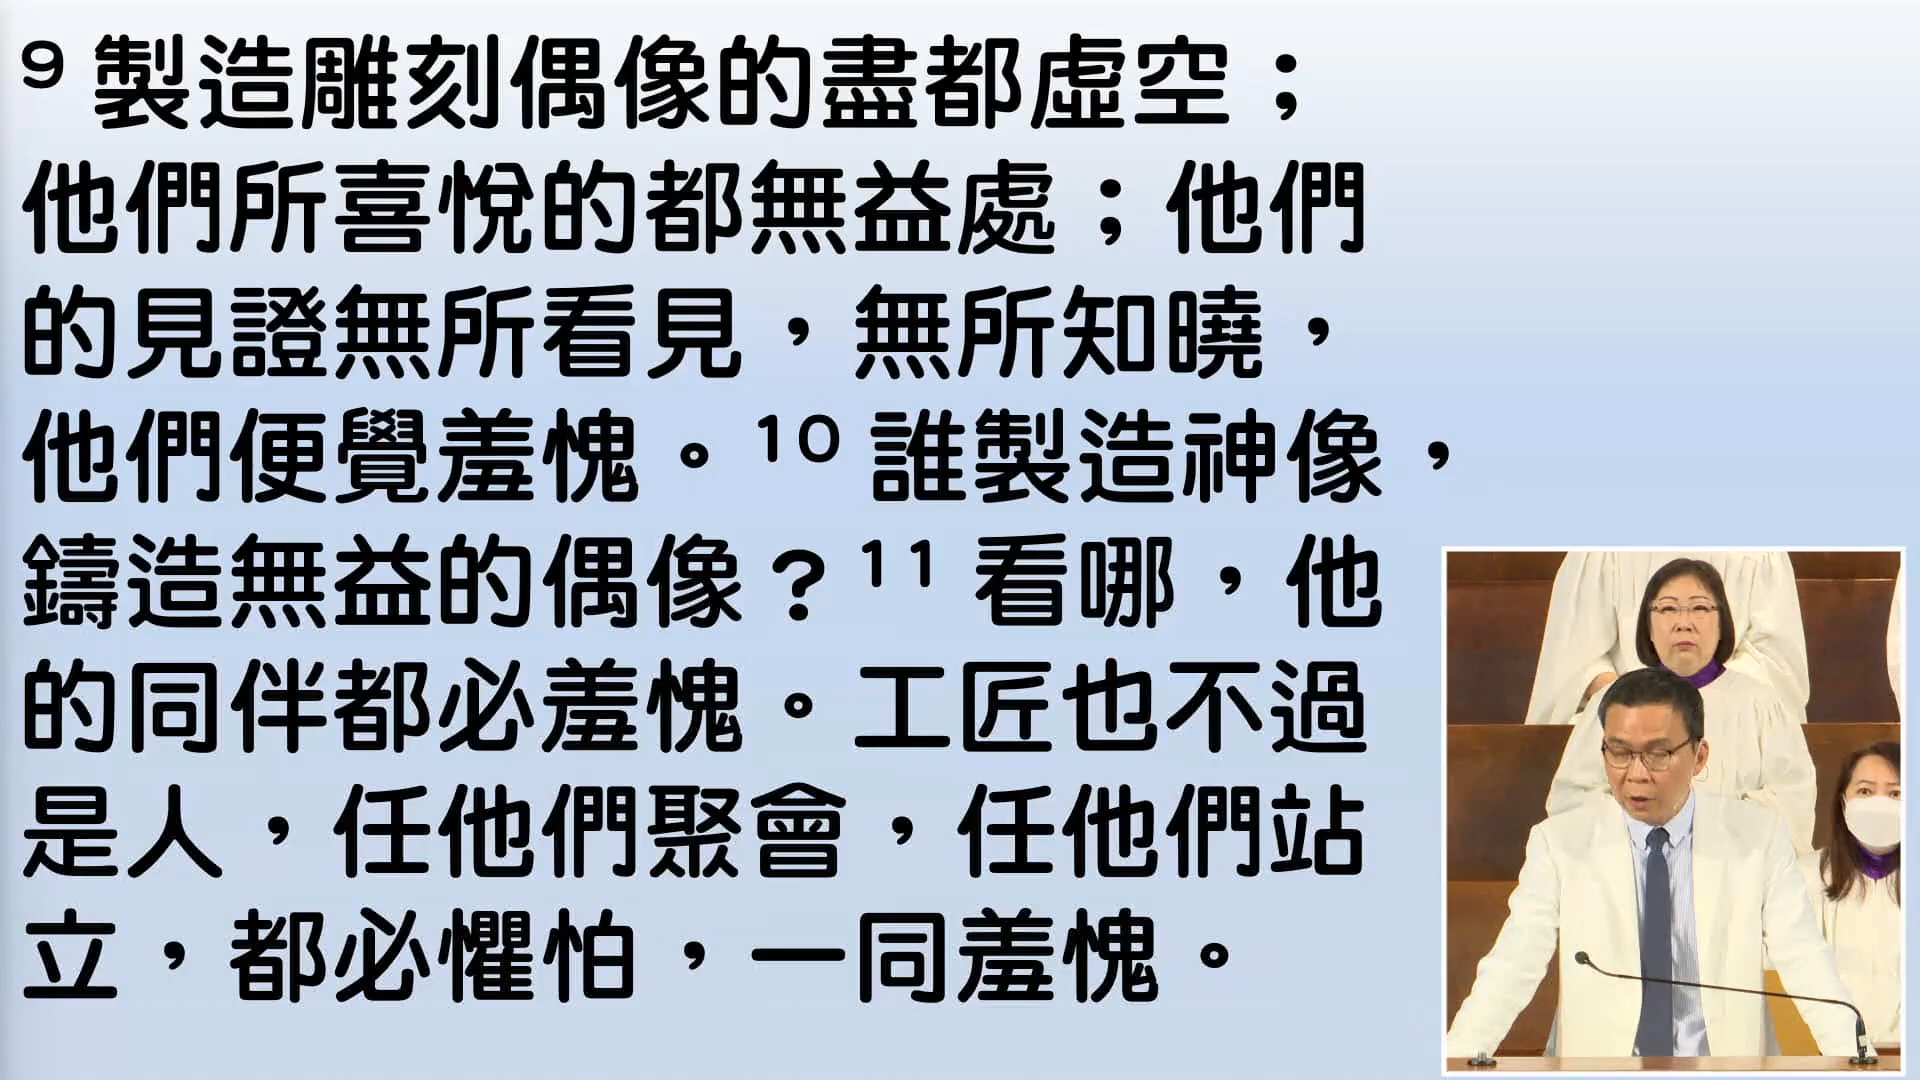 9 製造雕刻偶像的盡都虛空；
他們所喜悅的都無益處；他們
的見證無所看見，無所知曉，
他們便覺羞愧。10 誰製造神像，
鑄造無益的偶像？11 看哪，他
的同伴都必羞愧。工匠也不過
是人，任他們聚會，任他們站
立，都必懼怕，一同羞愧。